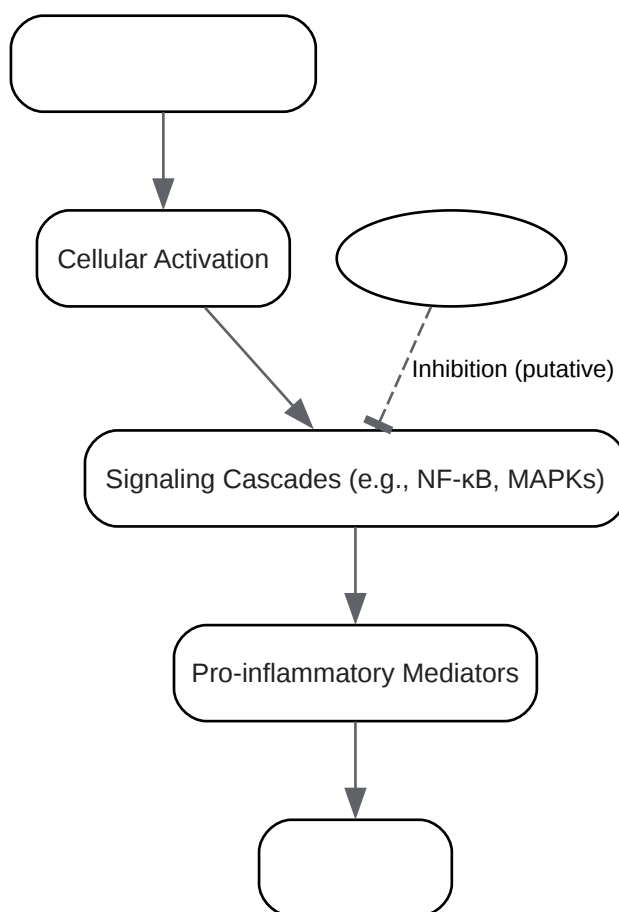 Cellular Activation
Inhibition (putative)
Signaling Cascades (e.g., NF-κB, MAPKs)
Pro-inflammatory Mediators